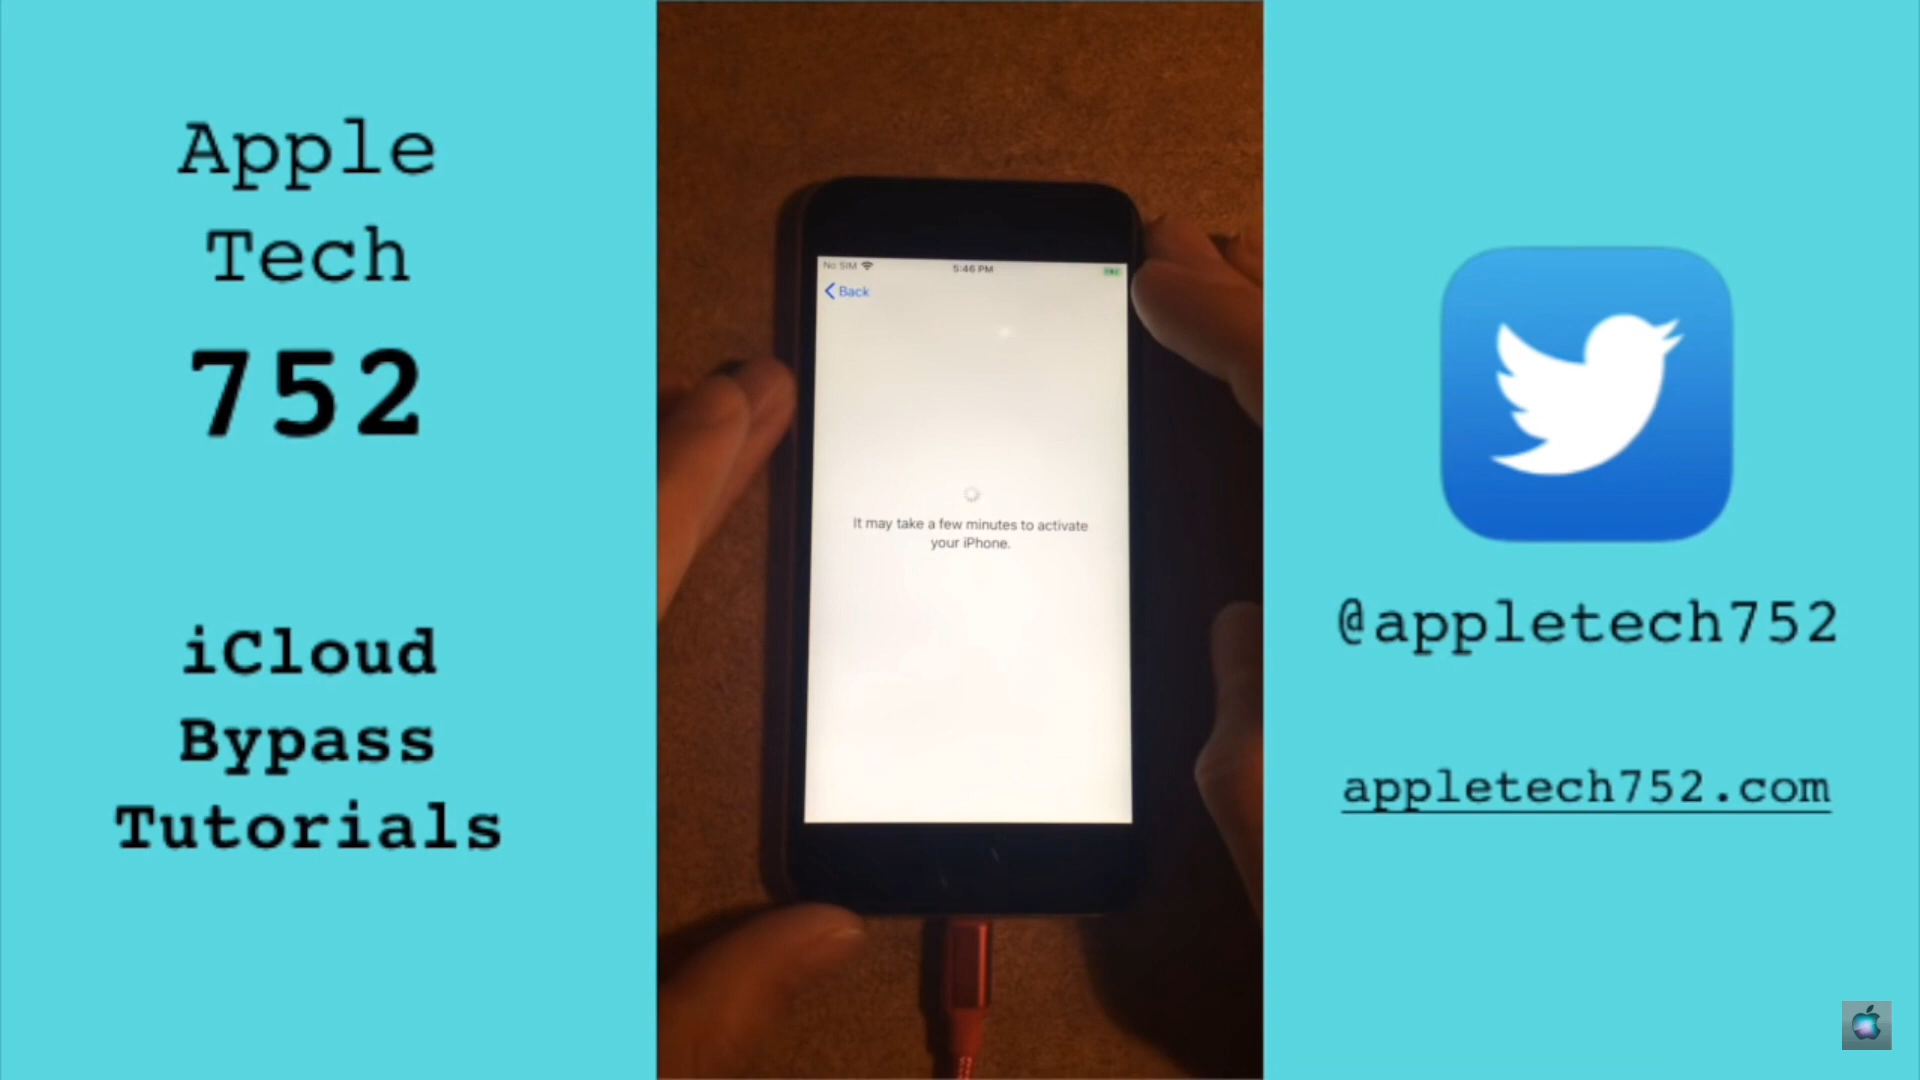 Apple
Tech
752
iCloud
Bypass
Tutorials
No SIM
5:46 PM
Back
It may take a few minutes to activate
your iPhone.
@appletech752
appletech752.com